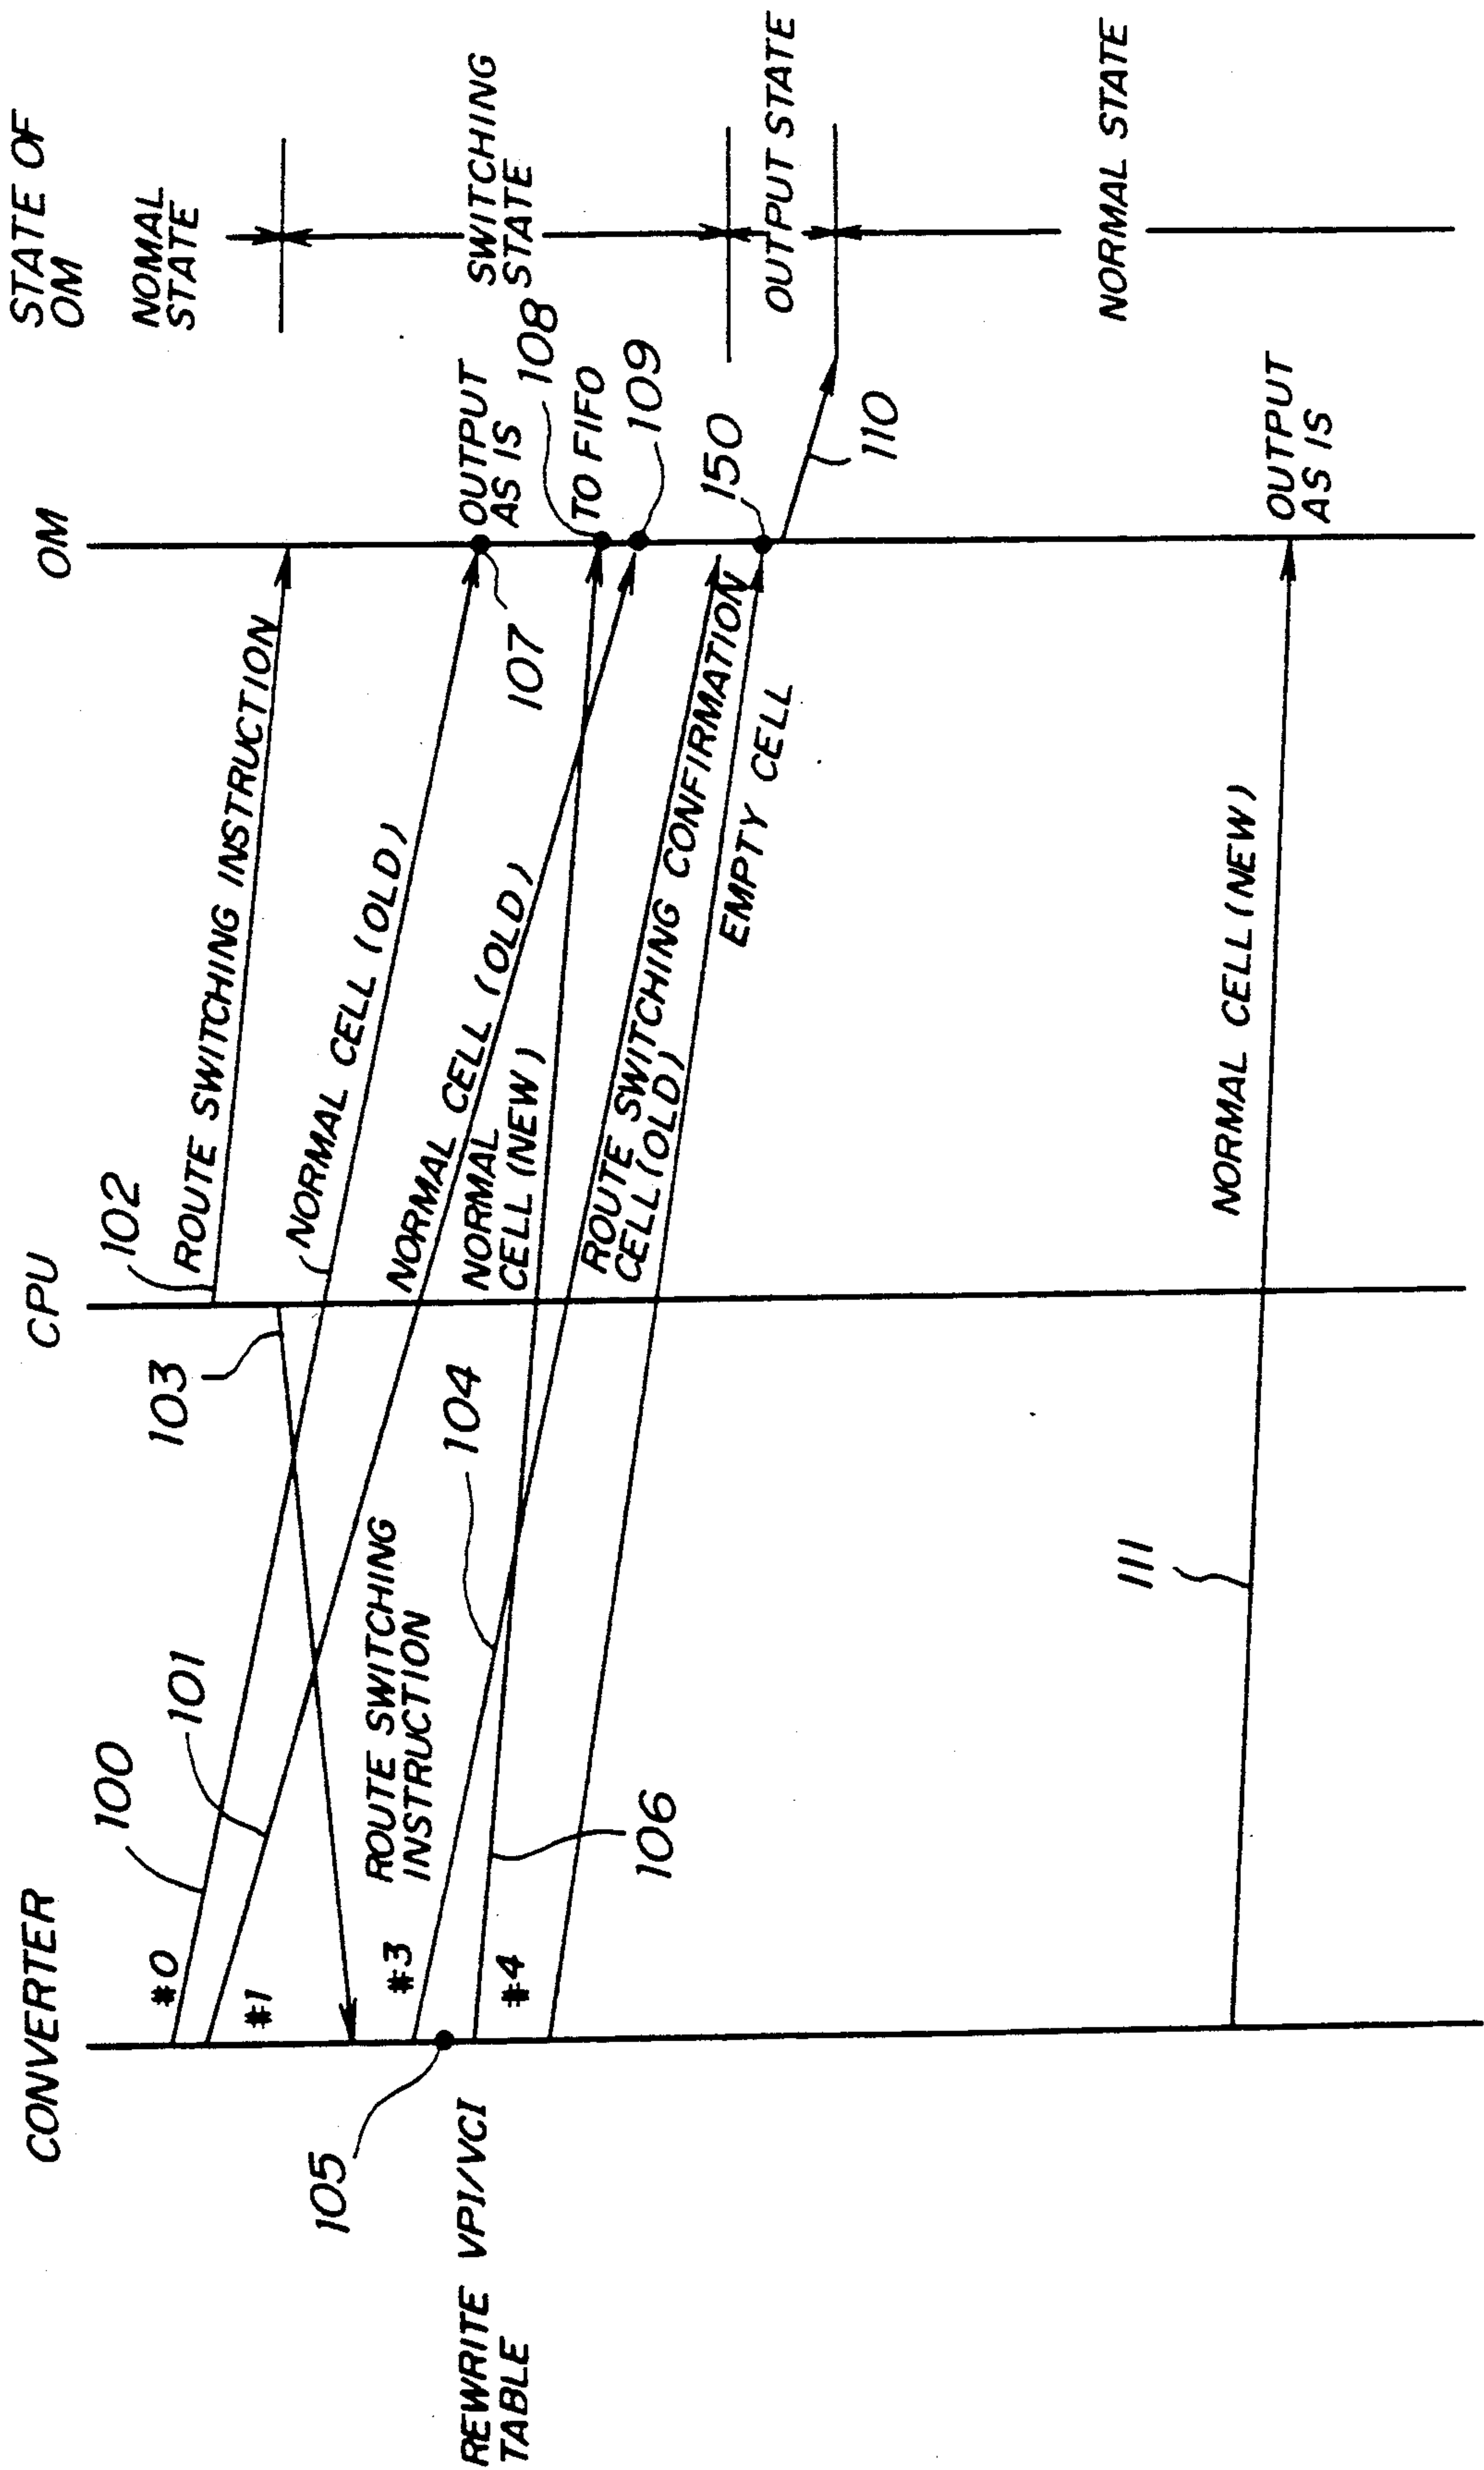 CONVERTER
CPU
OM
STATE OF
OM
100
#0
101
#1
102
ROUTE SWITCHING INSTRUCTION
103
NORMAL CELL (OLD)
NORMAL CELL (OLD)
NOMAL
STATE
105
REWRITE VPI/VCI
TABLE
ROUTE SWITCHING
INSTRUCTION
#3
104
NORMAL
CELL (NEW)
#4
106
ROUTE SWITCHING CONFIRMATION
CELL (OLD)
EMPTY CELL
107
OUTPUT
AS IS
108
TO FIFO
109
150
110
SWITCHING
STATE
OUTPUT STATE
NORMAL STATE
111
NORMAL CELL (NEW)
OUTPUT
AS IS